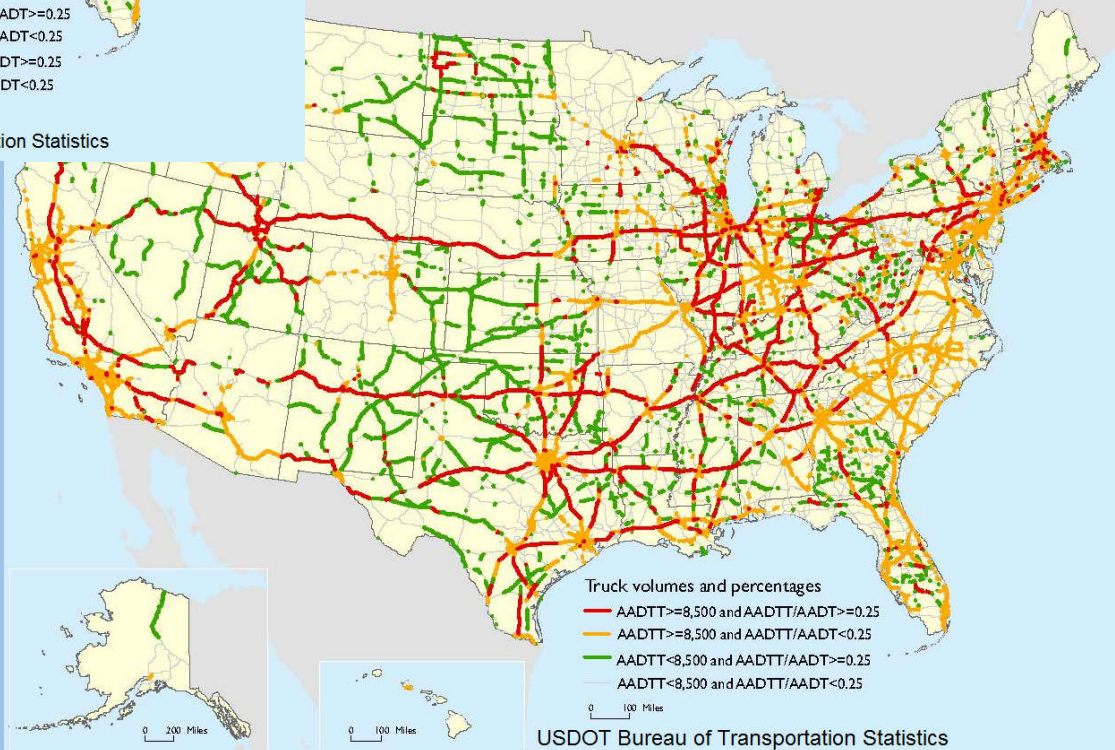 ADT>=0.25
ADT<0.25
DT>=0.25
DT<0.25
tion Statistics
Truck volumes and percentages
AADTT>=8,500 and AADTT/AADT>=0.25
AADTT>=8,500 and AADTT/AADT<0.25
AADTT<8,500 and AADTT/AADT>=0.25
AADTT<8,500 and AADTT/AADT<0.25
0 100 Miles
0 200 Miles
0 100 Miles
USDOT Bureau of Transportation Statistics